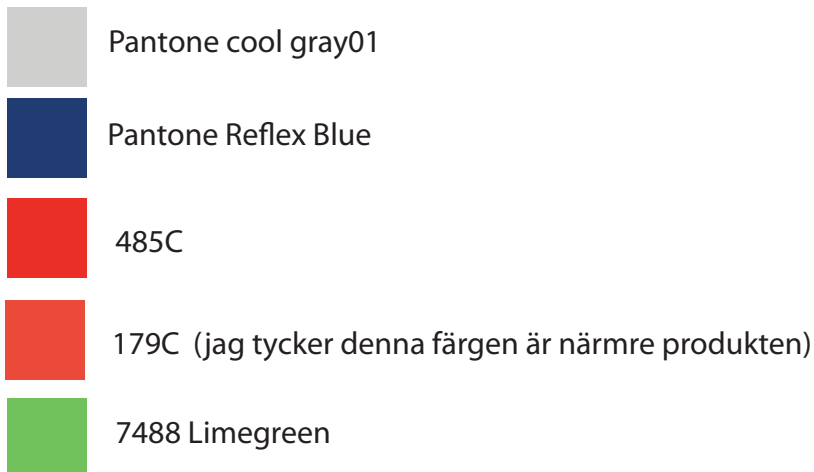 Pantone cool gray01
Pantone Reflex Blue
485C
179C (jag tycker denna färgen är närmre produkten)
7488 Limegreen